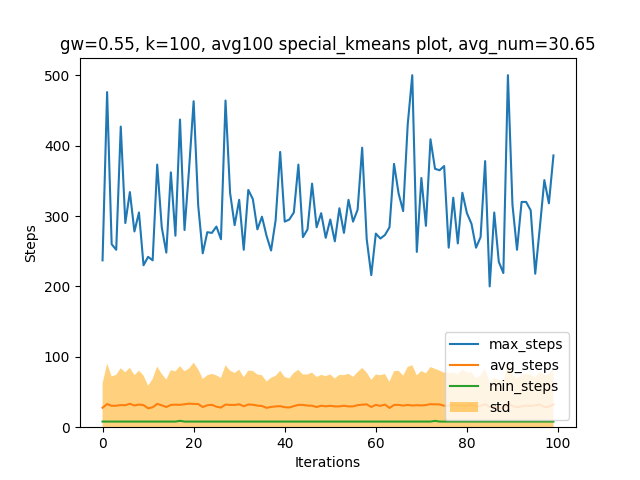 gw=0.55, k=100, avg100 special_kmeans plot, avg_num=30.65
500
400
300
200
100
0
Steps
max_steps
avg_steps
min_steps
std
0 20 40 60 80 100
Iterations